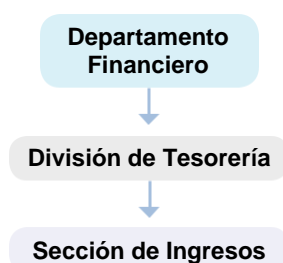 Departamento
Financiero
División de Tesorería
Sección de Ingresos